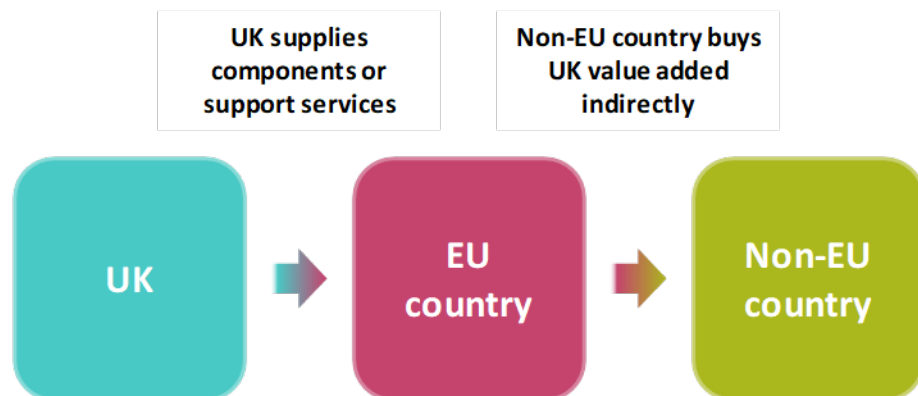 UK supplies
components or
support services
Non-EU country buys
UK value added
indirectly
UK
EU
country
Non-EU
country